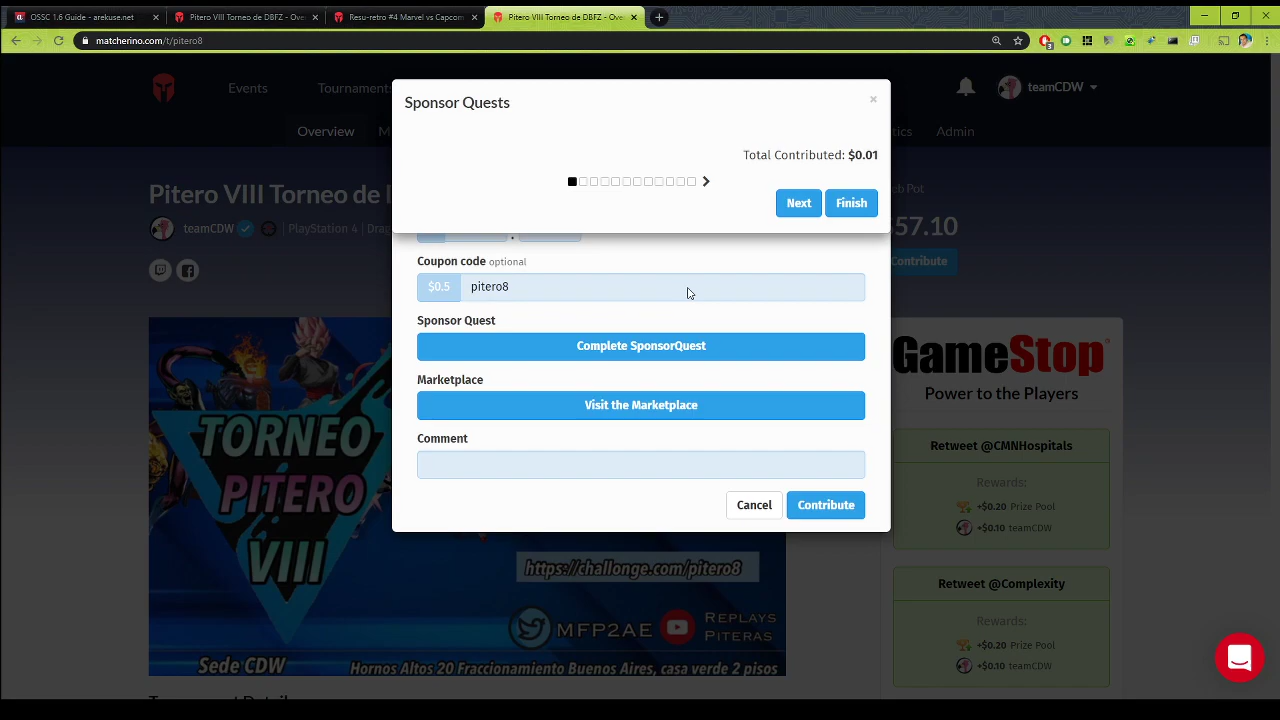 OSSC 1.6 Guide - arekuse.net
Pitero VIII Torneo de DBFZ - Ove
Resu-retro #4 Marvel vs Capcom
Pitero VIII Torneo de DBFZ - Ove
matcherino.com/t/pitero8
Events
Tournament
teamCDW
Overview
M
tics
Admin
Sponsor Quests
Total Contributed: $0.01
Next
Finish
Pitero VIII Torneo de
teamCDW
PlayStation 4 | Drag
Pot
57.10
Contribute
Coupon code optional
$0.5
pitero8
Sponsor Quest
Complete SponsorQuest
Marketplace
Visit the Marketplace
Comment
Cancel
Contribute
TORNEO
PITERO
VIII
https://challonge.com/pitero8
MFP2AE
REPLAYS
PITERAS
Sede CDW
Hornos Altos 20 Fraccionamiento Buenos Aires, casa verde 2 pisos
GameStop
Power to the Players
Retweet @CMNHospitals
Rewards:
+$0.20 Prize Pool
+$0.10 teamCDW
Retweet @Complexity
Rewards:
+$0.20 Prize Pool
+$0.10 teamCDW